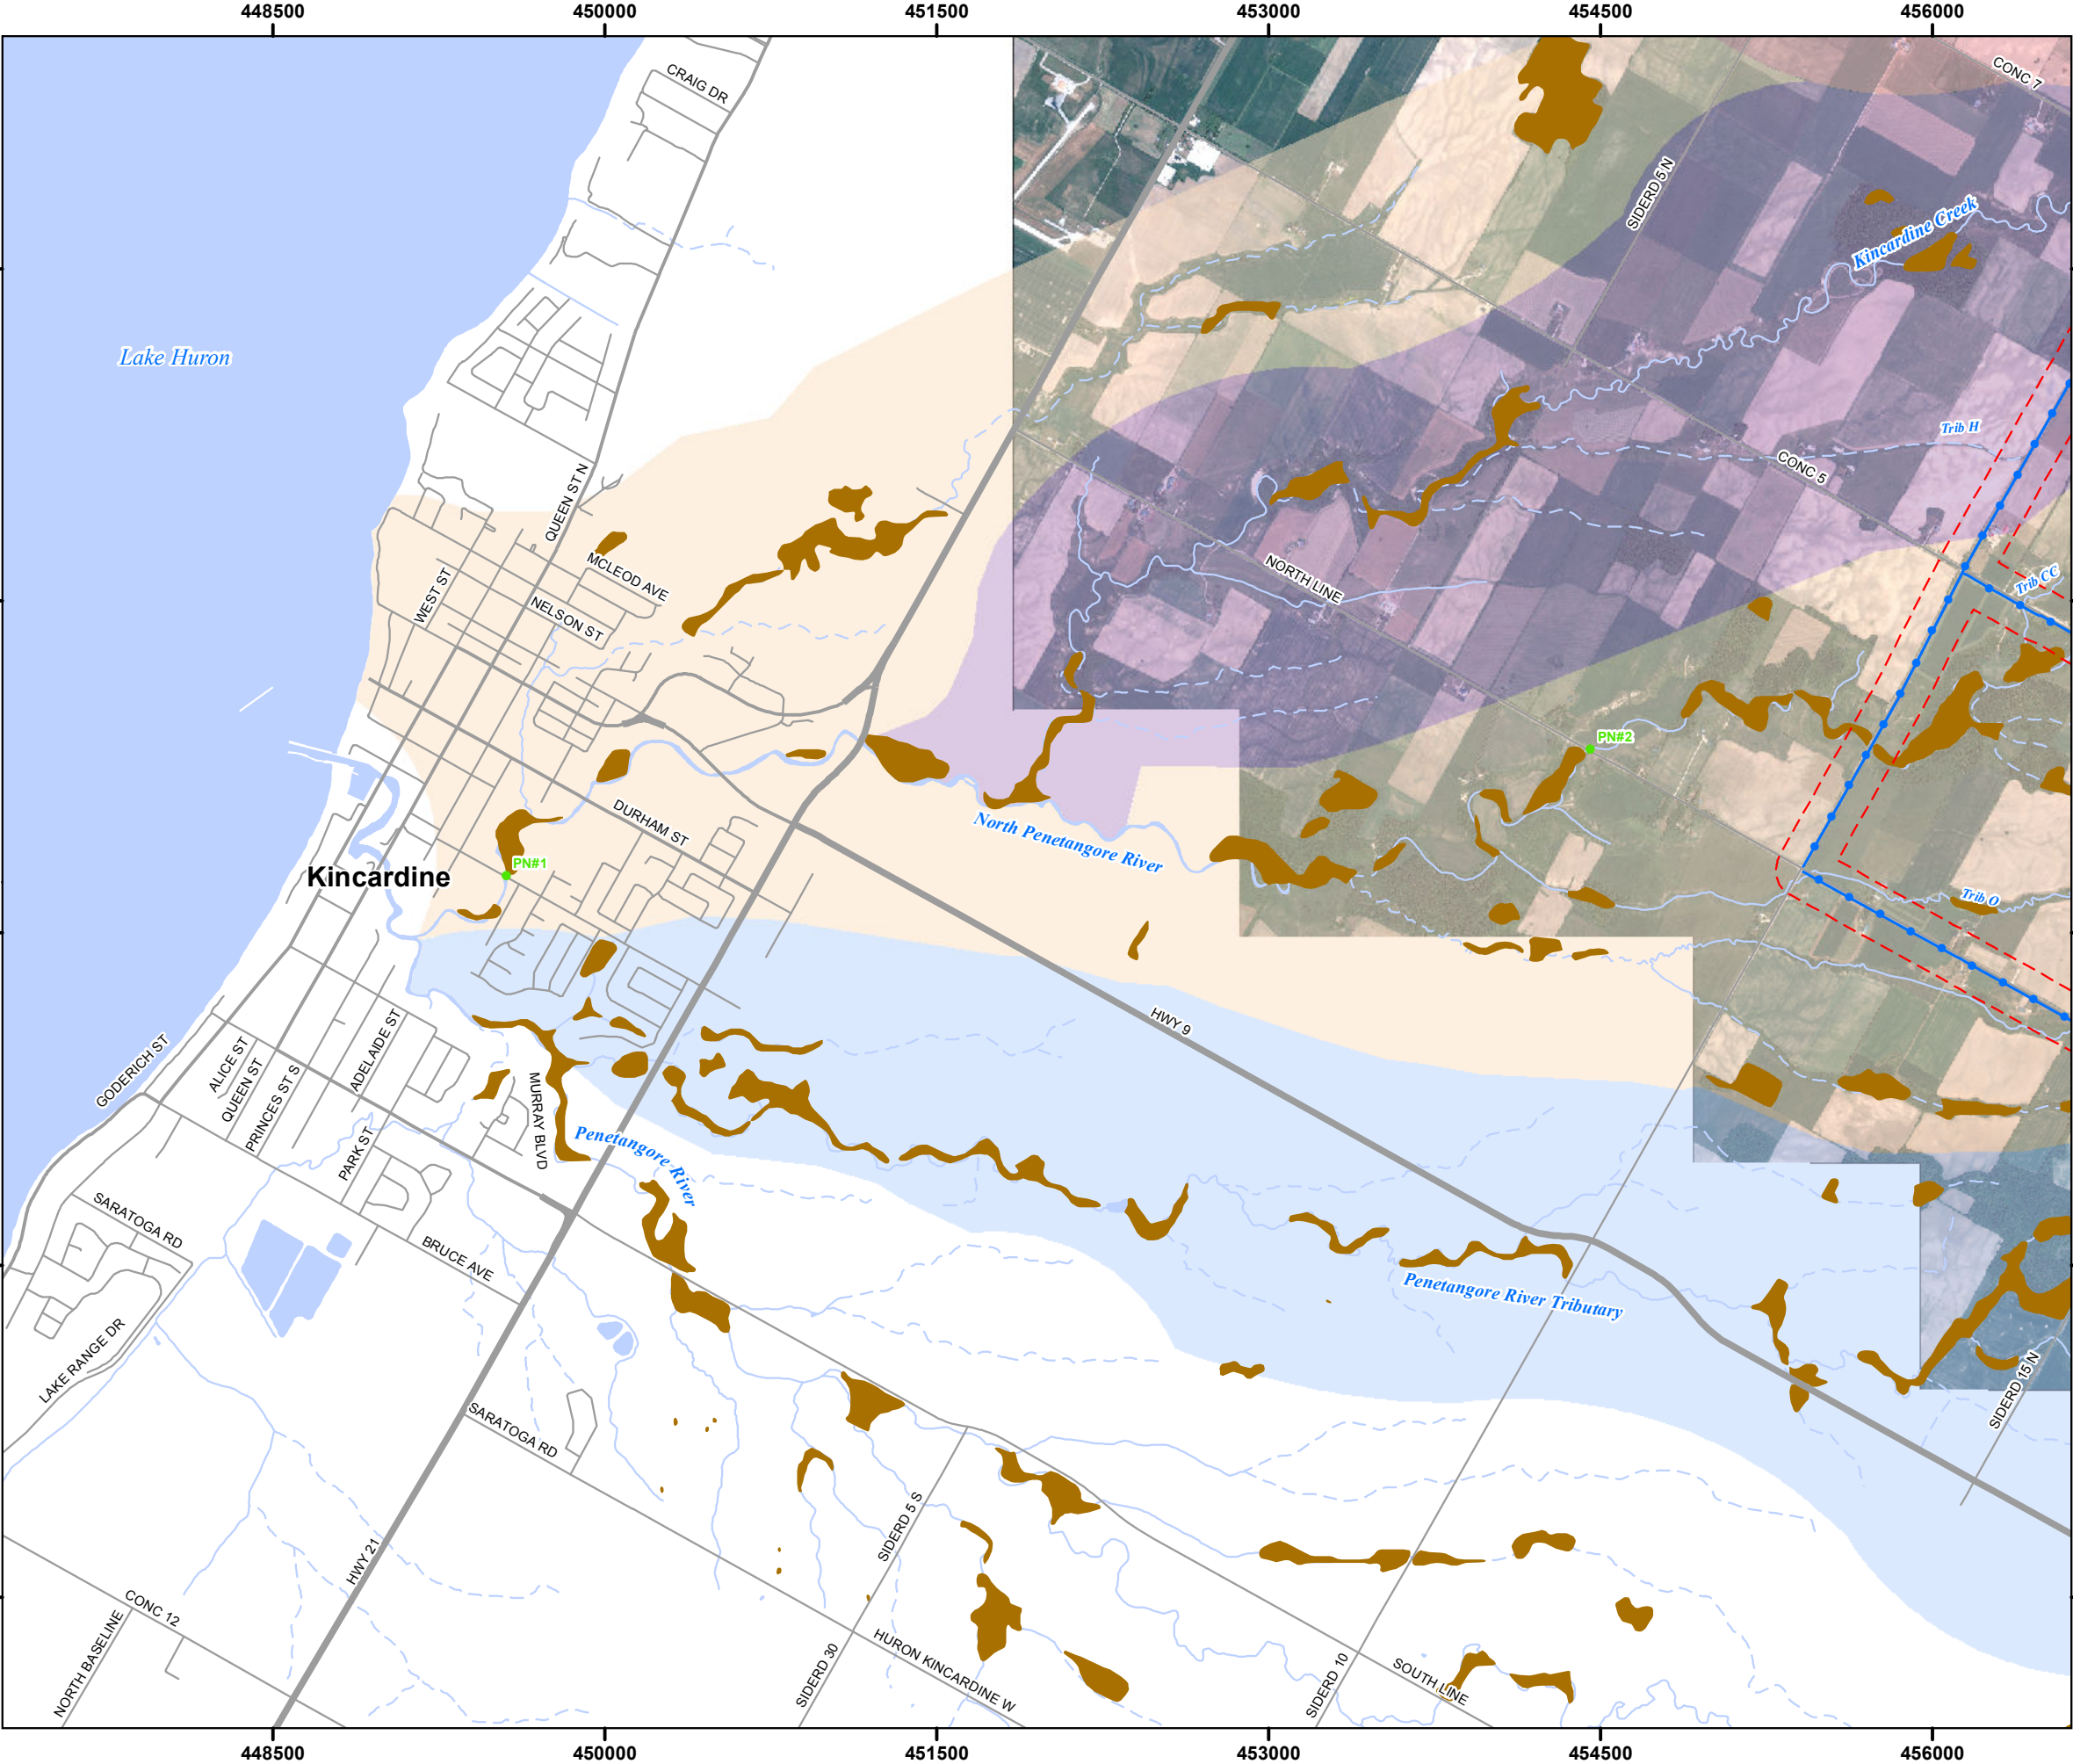 448500
450000
451500
453000
454500
456000
CRAIG DR
CONC 7
SIDERD 5 N
Kincardine Creek
Lake Huron
Trib H
CONC 5
QUEEN ST N
MCLEOD AVE
NORTH LINE
Trib CC
WEST ST
NELSON ST
PN#2
DURHAM ST
North Penetangore River
PN#1
Kincardine
Trib O
HWY 9
GODERICH ST
ALICE ST
QUEEN ST
PRINCES ST S
ADELAIDE ST
MURRAY BLVD
PARK ST
Penetangore River
SARATOGA RD
BRUCE AVE
Penetangore River Tributary
LAKE RANGE DR
SIDERD 15 N
SARATOGA RD
SIDERD 5 S
HWY 21
CONC 12
NORTH BASELINE
HURON KINCARDINE W
SIDERD 30
SIDERD 10
SOUTH LINE
448500
450000
451500
453000
454500
456000